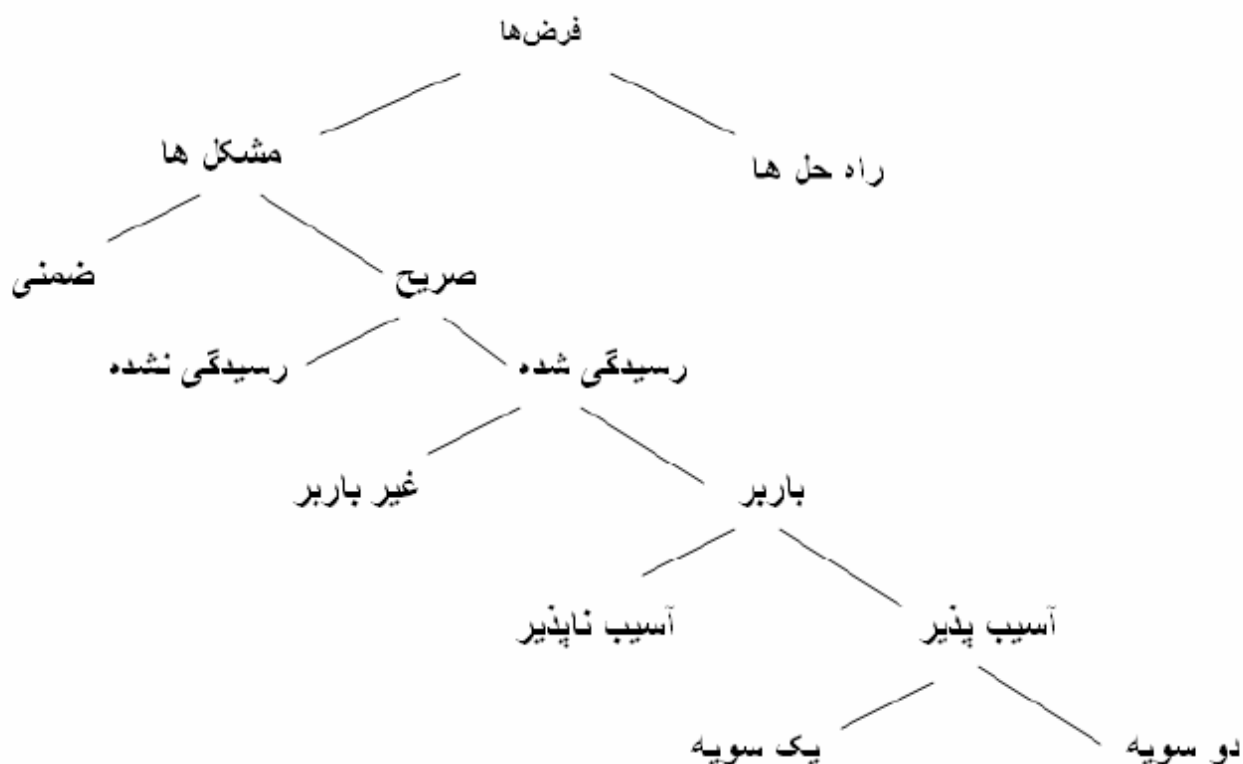 فرض‌ها
راه حل ها
مشکل ها
صریح
ضمنی
رسیدگی شده
رسیدگی نشده
باربر
غیر باربر
آسیب پذیر
آسیب ناپذیر
دو سویه
یک سویه